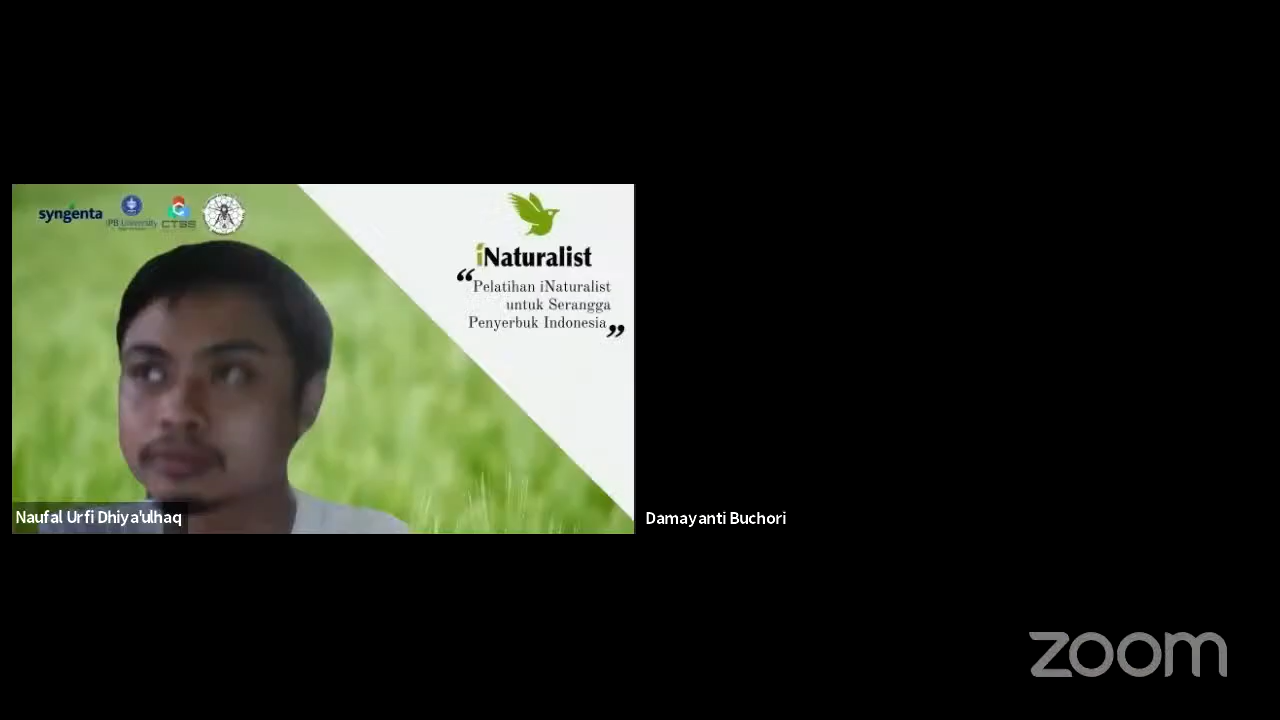 syngenta
IPB University
CTSS
iNaturalist
“Pelatihan iNaturalist
untuk Serangga
Penyerbuk Indonesia”
Naufal Urfi Dhiya'ulhaq
Damayanti Buchori
zoom